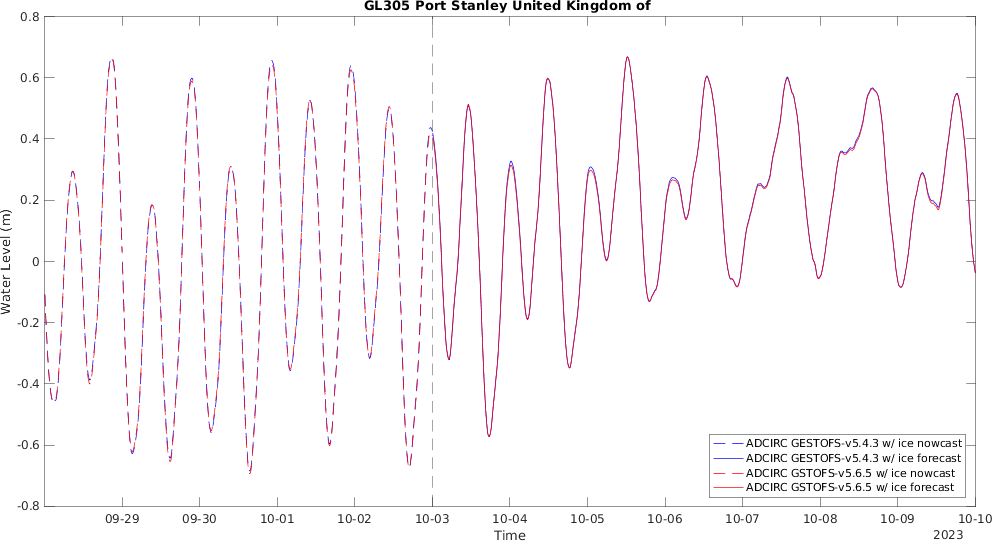 GL305 Port Stanley United Kingdom of
0.8
0.6
0.4
0.2
0
-0.2
-0.4
-0.6
-0.8
Water Level (m)
ADCIRC GESTOFS-v5.4.3 w/ ice nowcast
ADCIRC GESTOFS-v5.4.3 w/ ice forecast
ADCIRC GSTOFS-v5.6.5 w/ ice nowcast
ADCIRC GSTOFS-v5.6.5 w/ ice forecast
09-29 09-30 10-01 10-02 10-03 10-04 10-05 10-06 10-07 10-08 10-09 10-10
Time
2023